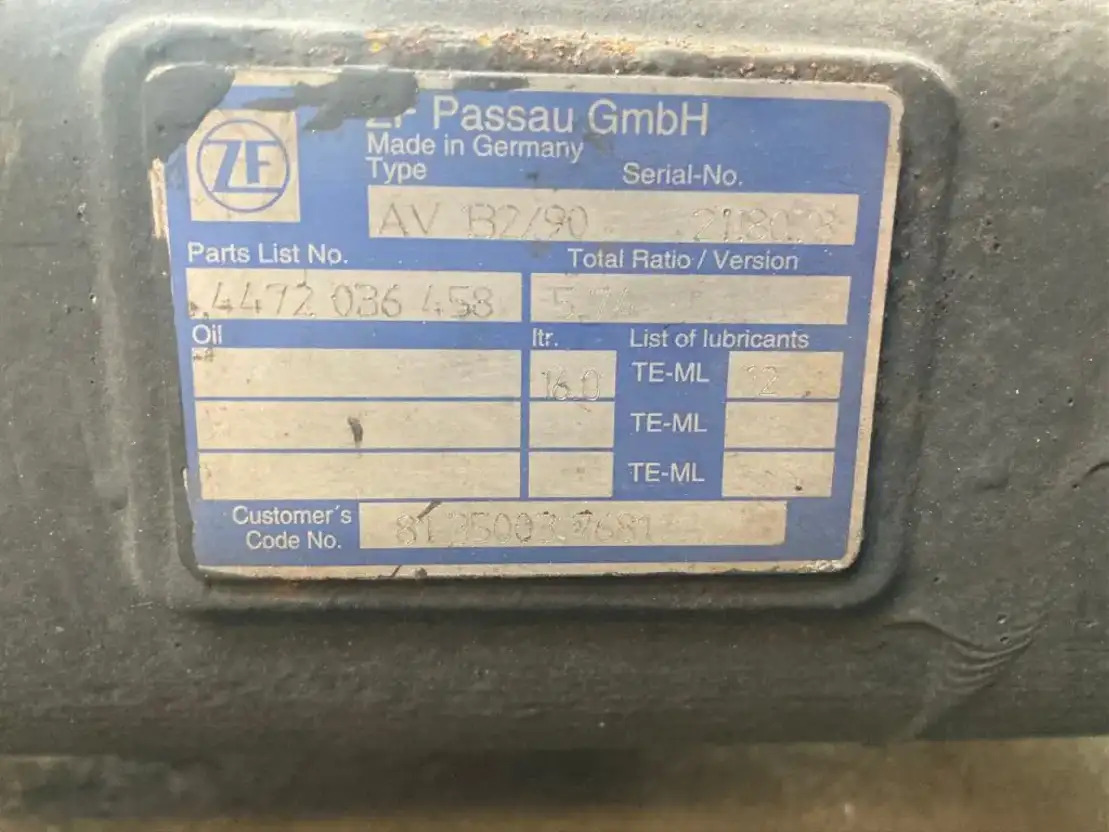 ZF Passau GmbH
ZF
Made in Germany
Type Serial-No.
AV 132/90
Parts List No. Total Ratio / Version
4472 036 458
Oil ltr. List of lubricants
16.0 TE-ML 12
TE-ML
TE-ML
Customer's
Code No.